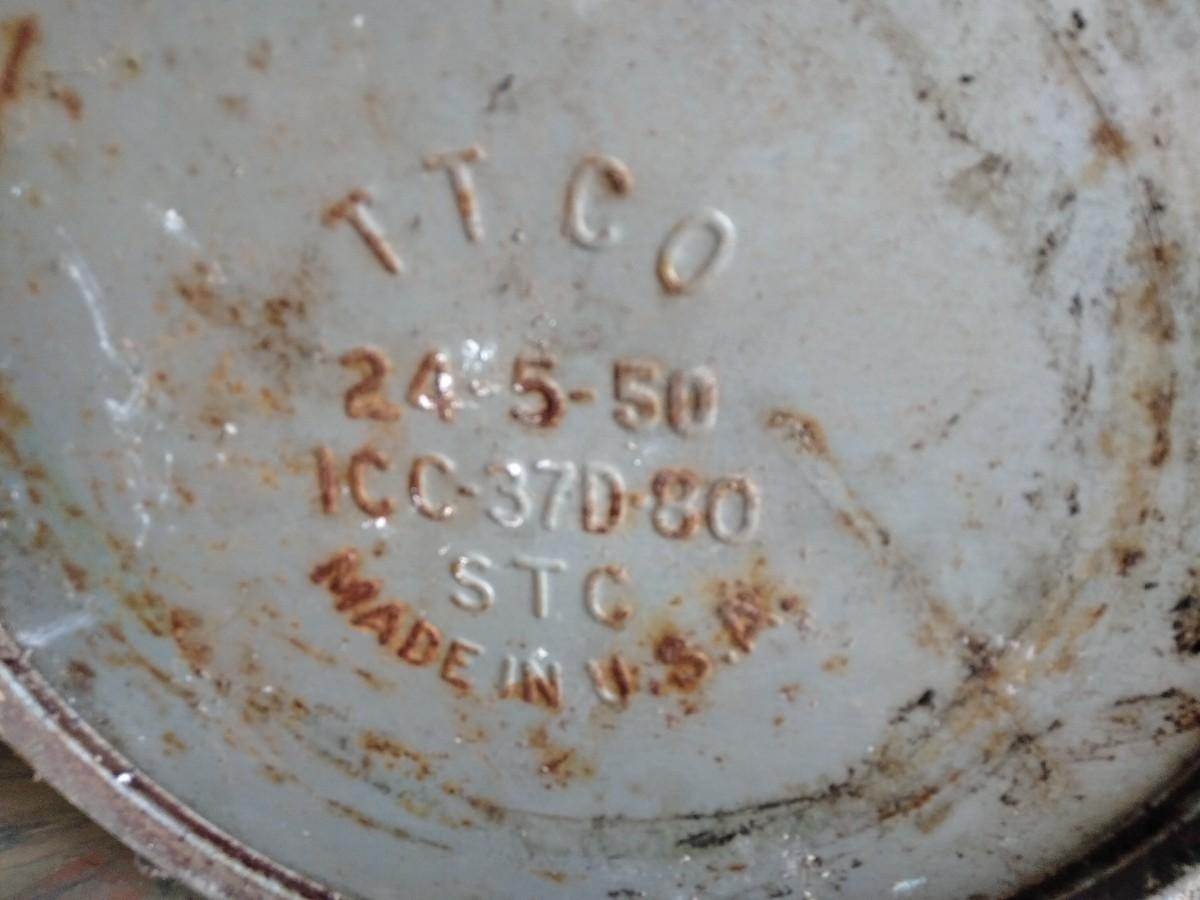 TTCO
24-5-50
ICC-37D-80
STC
MADE IN U.S.A.